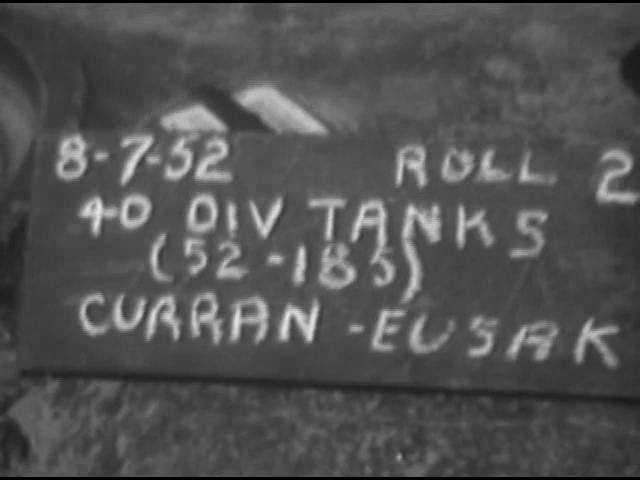 8-7-52 ROLL 2
40 DIV TANKS
(52-185)
CURRAN-EUSAK